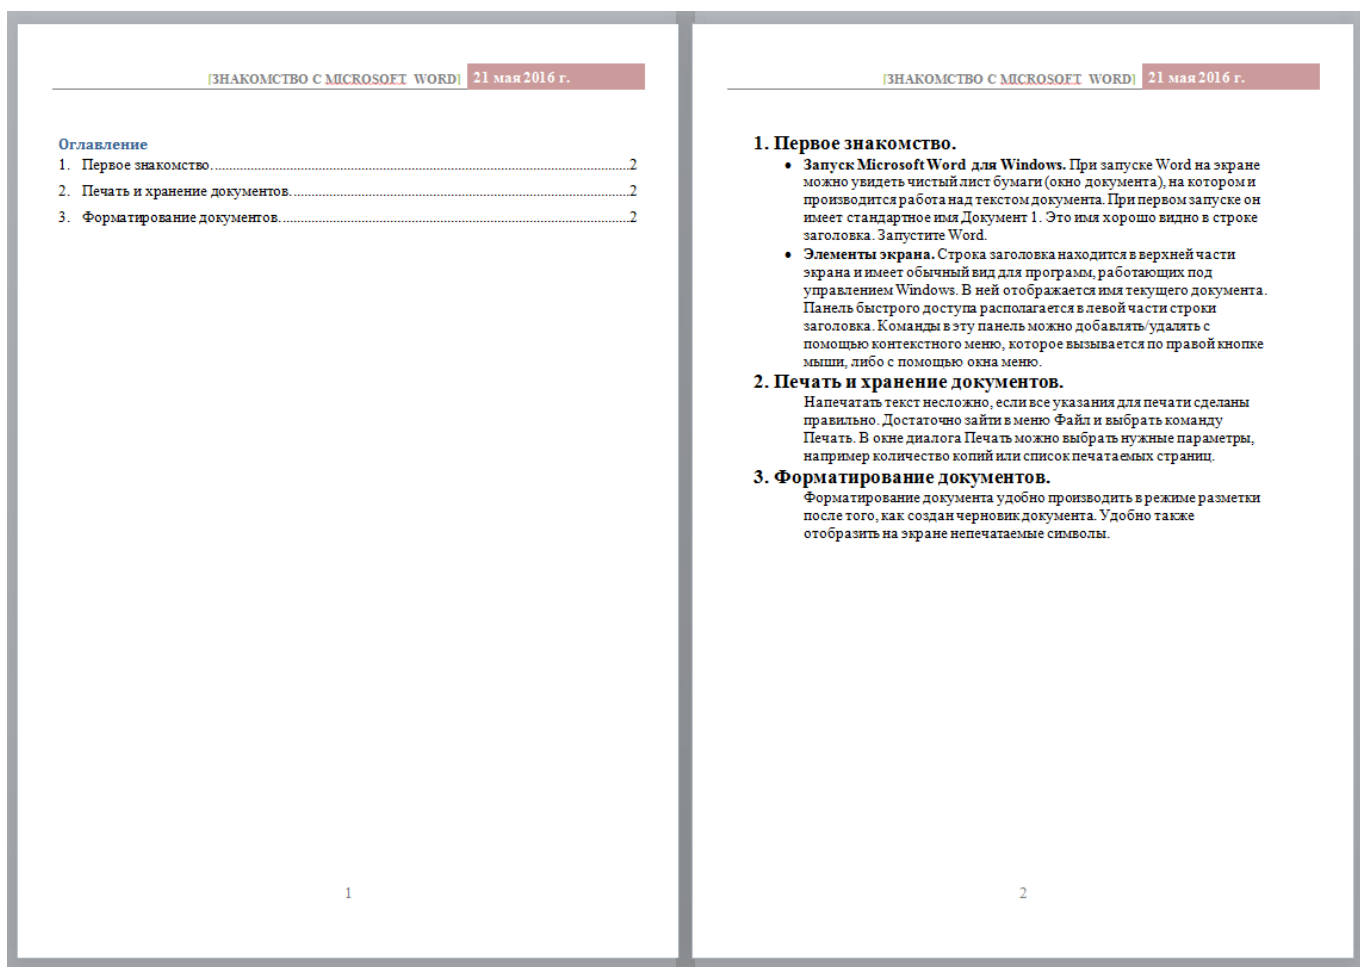 [ЗНАКОМСТВО С MICROSOFT WORD] 21 мая 2016 г.
Оглавление
1. Первое знакомство.......2
2. Печать и хранение документов.......2
3. Форматирование документов.......2
1
[ЗНАКОМСТВО С MICROSOFT WORD] 21 мая 2016 г.
1. Первое знакомство.
• Запуск Microsoft Word для Windows. При запуске Word на экране
можно увидеть чистый лист бумаги (окно документа), на котором и
производится работа над текстом документа. При первом запуске он
имеет стандартное имя Документ 1. Это имя хорошо видно в строке
заголовка. Запустите Word.
• Элементы экрана. Строка заголовка находится в верхней части
экрана и имеет обычный вид для программ, работающих под
управлением Windows. В ней отображается имя текущего документа.
Панель быстрого доступа располагается в левой части строки
заголовка. Команды в эту панель можно добавлять/удалять с
помощью контекстного меню, которое вызывается по правой кнопке
мыши, либо с помощью окна меню.
2. Печать и хранение документов.
Напечатать текст несложно, если все указания для печати сделаны
правильно. Достаточно зайти в меню Файл и выбрать команду
Печать. В окне диалога Печать можно выбрать нужные параметры,
например количество копий или список печатаемых страниц.
3. Форматирование документов.
Форматирование документа удобно производить в режиме разметки
после того, как создан черновик документа. Удобно также
отобразить на экране непечатаемые символы.
2